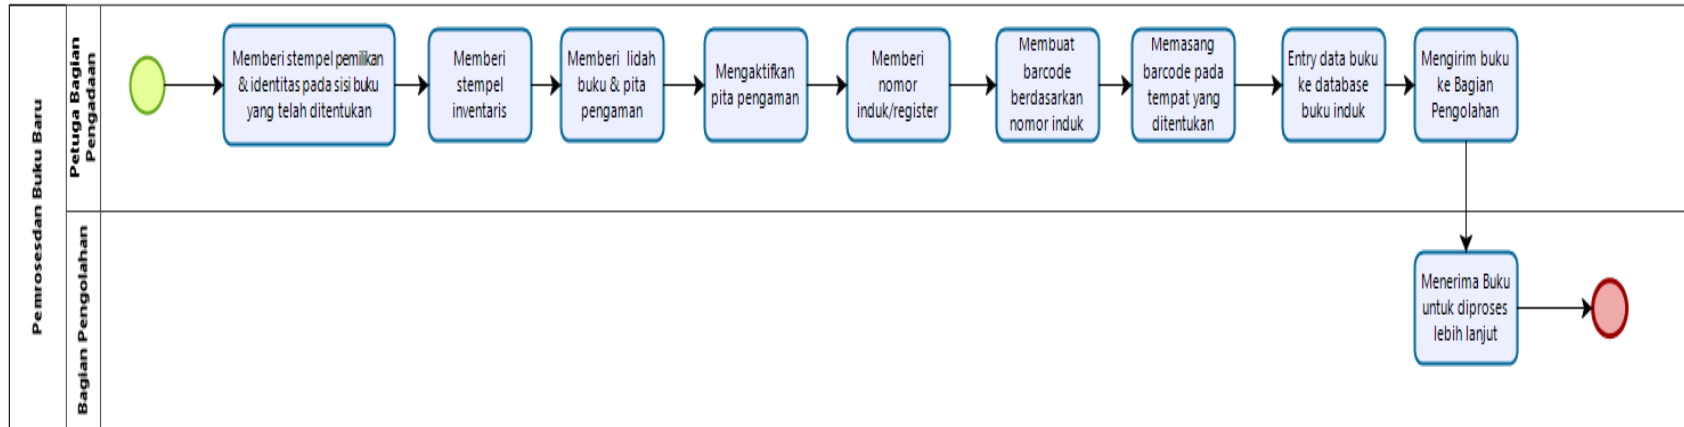 Pemrosesdan Buku Baru
Petuga Bagian
Pengadaan
Memberi stempel pemilikan
& identitas pada sisi buku
yang telah ditentukan
Memberi
stempel
inventaris
Memberi lidah
buku & pita
pengaman
Mengaktifkan
pita pengaman
Memberi
nomor
induk/register
Membuat
barcode
berdasarkan
nomor induk
Memasang
barcode pada
tempat yang
ditentukan
Entry data buku
ke database
buku induk
Mengirim buku
ke Bagian
Pengolahan
Bagian Pengolahan
Menerima Buku
untuk diproses
lebih lanjut